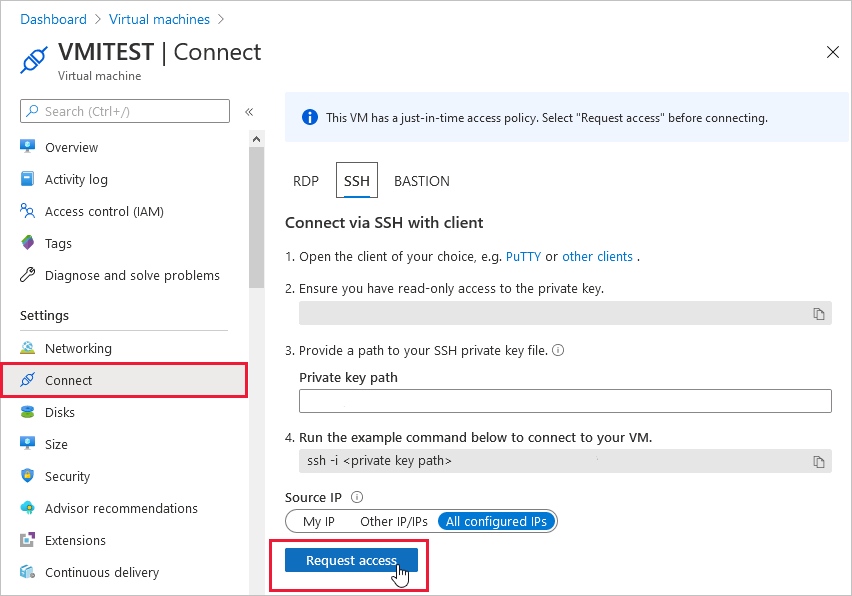 Dashboard > Virtual machines >
VMITEST | Connect
Virtual machine
Search (Ctrl+/)
«
Overview
Activity log
Access control (IAM)
Tags
Diagnose and solve problems
Settings
Networking
Connect
Disks
Size
Security
Advisor recommendations
Extensions
Continuous delivery
This VM has a just-in-time access policy. Select "Request access" before connecting.
RDP SSH BASTION
Connect via SSH with client
1. Open the client of your choice, e.g. PuTTY or other clients .
2. Ensure you have read-only access to the private key.
3. Provide a path to your SSH private key file.
Private key path
4. Run the example command below to connect to your VM.
ssh -i <private key path>
Source IP
My IP Other IP/IPs All configured IPs
Request access